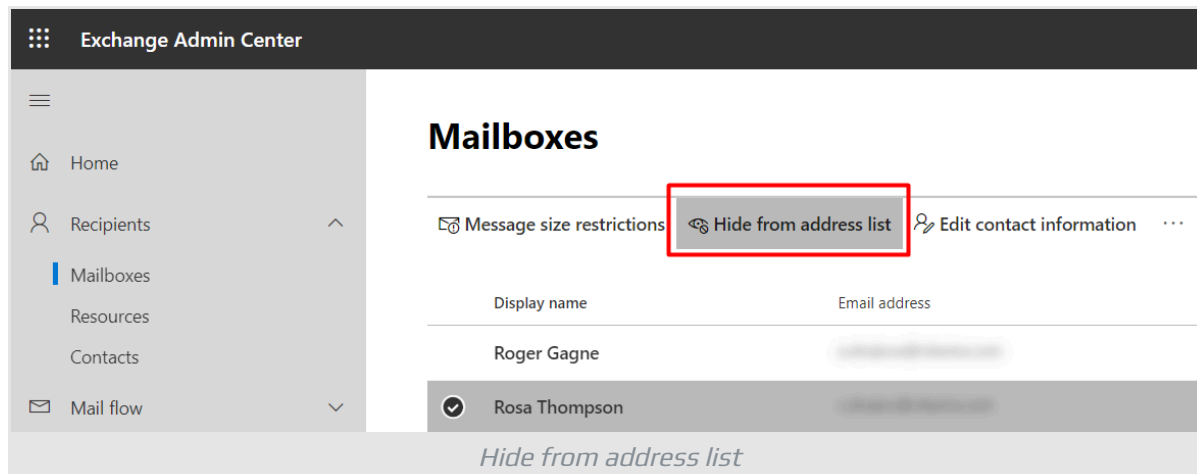 Exchange Admin Center
Home
Recipients
Mailboxes
Resources
Contacts
Mail flow
Mailboxes
Message size restrictions Hide from address list Edit contact information ...
Display name Email address
Roger Gagne
Rosa Thompson
Hide from address list